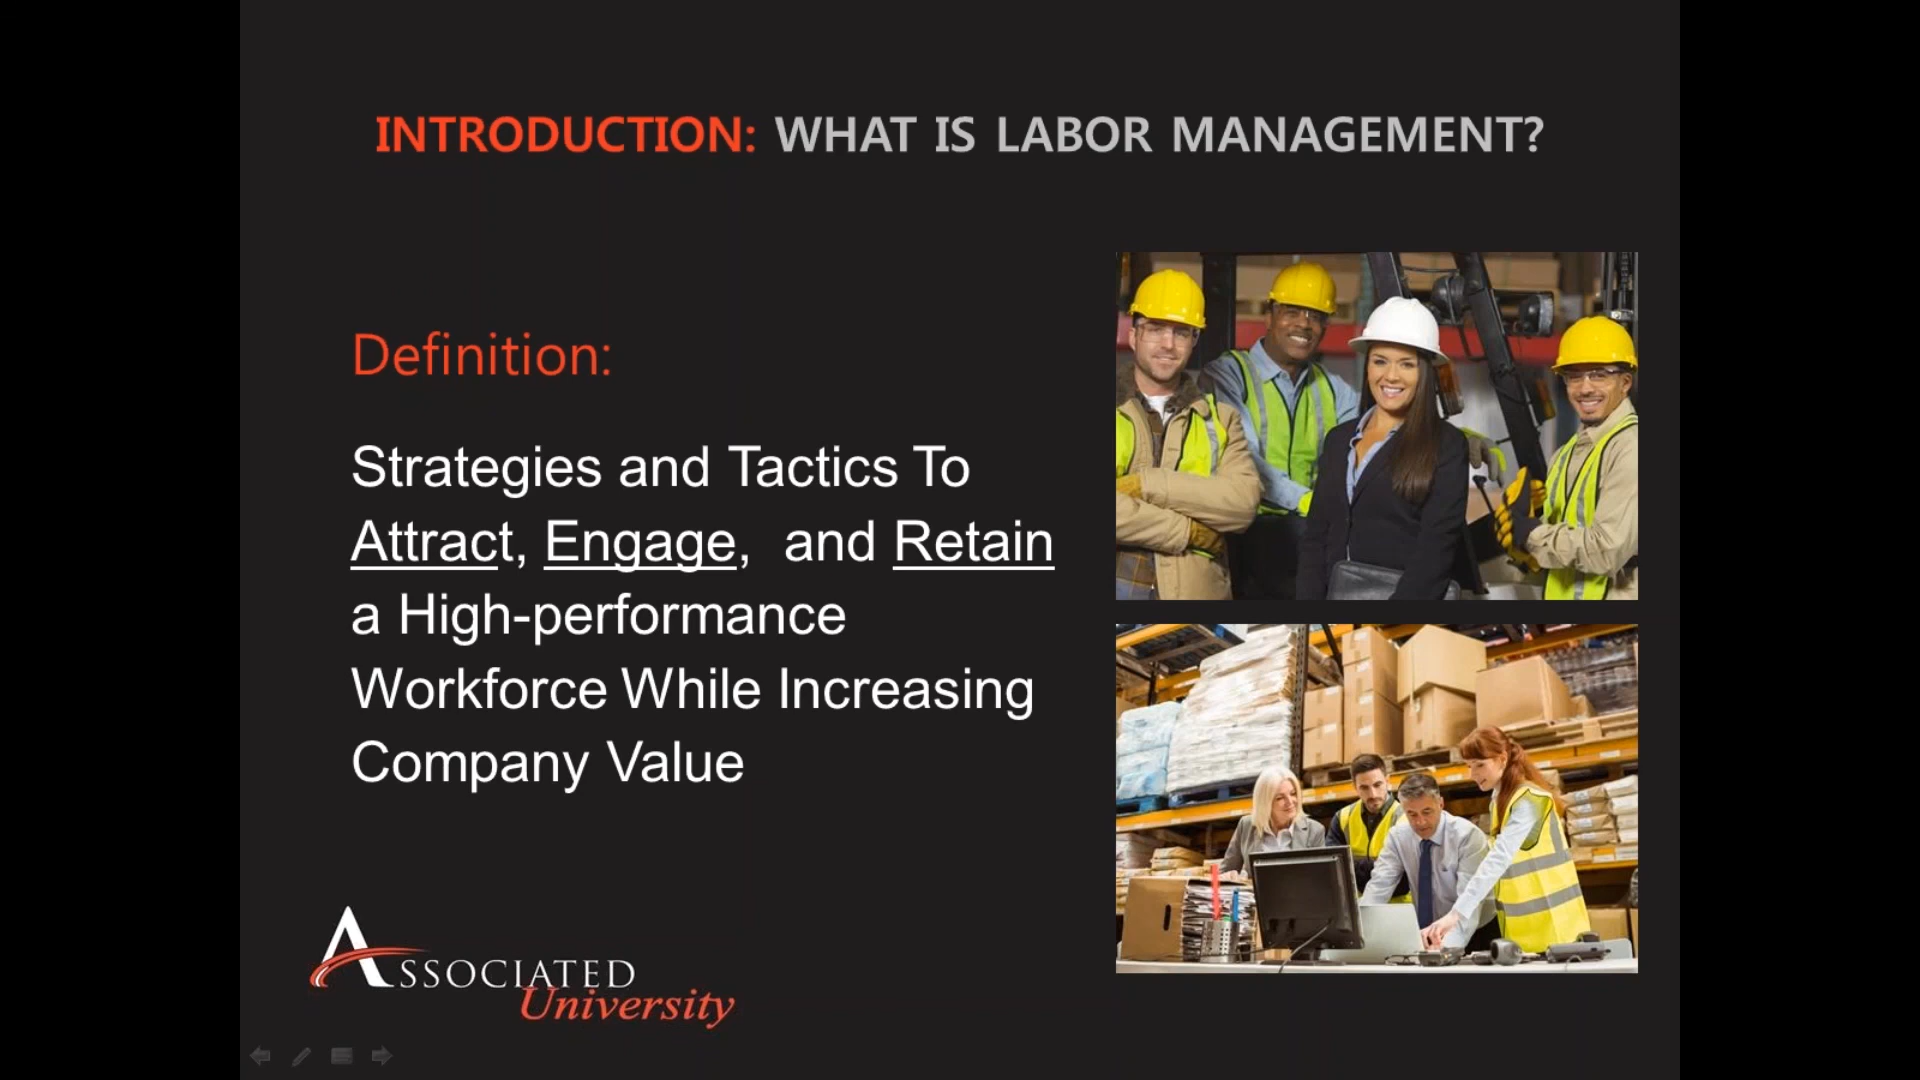 INTRODUCTION: WHAT IS LABOR MANAGEMENT?
Definition:
Strategies and Tactics To
Attract, Engage,  and Retain
a High-performance
Workforce While Increasing
Company Value
ASSOCIATED
University